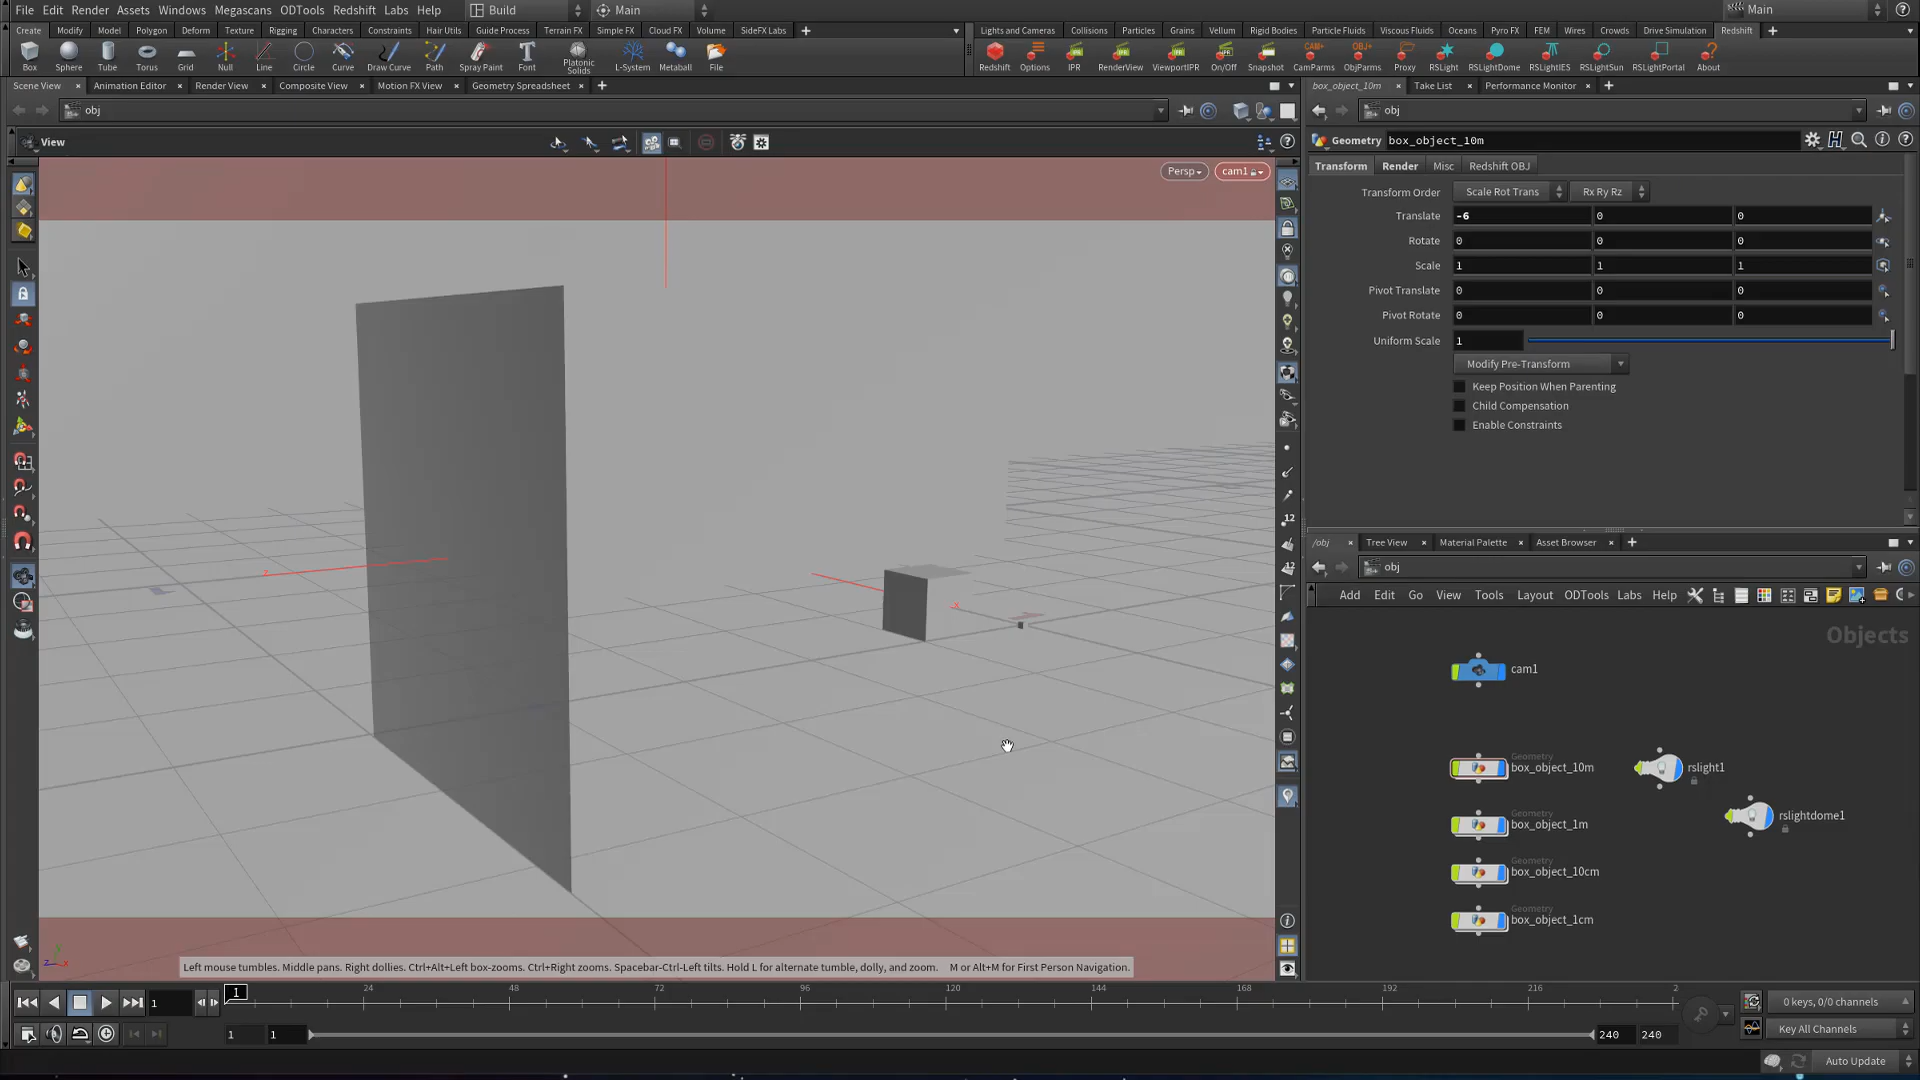 File Edit Render Assets Windows Megascans ODTools Redshift Labs Help Build Main Main
Create Modify Model Polygon Deform Texture Rigging Characters Constraints Hair Utils Guide Process Terrain FX Simple FX Cloud FX Volume SideFX Labs
Lights and Cameras Collisions Particles Grains Vellum Rigid Bodies Particle Fluids Viscous Fluids Oceans Pyro FX FEM Wires Crowds Drive Simulation Redshift
Box Sphere Tube Torus Grid Null Line Circle Curve Draw Curve Path Spray Paint Font Platonic Solids L-System Metaball File
CAM+ OBJ+
Redshift Options IPR RenderView ViewportIPR On/Off Snapshot CamParms ObjParms Proxy RSLight RSLightDome RSLightIES RSLightSun RSLightPortal About
Scene View Animation Editor Render View Composite View Motion FX View Geometry Spreadsheet
obj
View
Persp cam1
z
x
Left mouse tumbles. Middle pans. Right dollies. Ctrl+Alt+Left box-zooms. Ctrl+Right zooms. Spacebar-Ctrl-Left tilts. Hold L for alternate tumble, dolly, and zoom. M or Alt+M for First Person Navigation.
box_object_10m Take List Performance Monitor
obj
Geometry box_object_10m
Transform Render Misc Redshift OBJ
Transform Order Scale Rot Trans Rx Ry Rz
Translate -6 0 0
Rotate 0 0 0
Scale 1 1 1
Pivot Translate 0 0 0
Pivot Rotate 0 0 0
Uniform Scale 1
Modify Pre-Transform
Keep Position When Parenting
Child Compensation
Enable Constraints
/obj Tree View Material Palette Asset Browser
obj
Add Edit Go View Tools Layout ODTools Labs Help
Objects
cam1
Geometry
box_object_10m
rslight1
Geometry
box_object_1m
rslightdome1
Geometry
box_object_10cm
Geometry
box_object_1cm
1 1 24 48 72 96 120 144 168 192 216 2
0 keys, 0/0 channels
1 1 240 240
Key All Channels
Auto Update